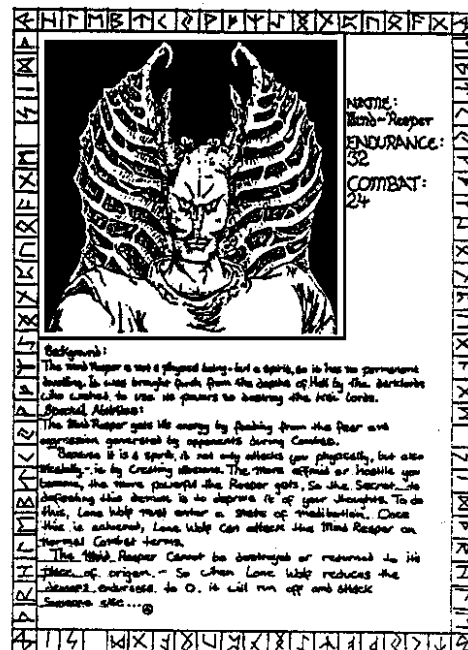 NAME:
Mind-Reaper
ENDURANCE:
32
COMBAT:
24
Background:
The Mind Reaper is not a physical being - but a spirit, so it has no permanent
dwelling. It was brought forth from the depths of Hell by the darklords
who wished to use its powers to destroy the Kai lords.
Special Abilities:
The Mind Reaper gets its energy by feeding from the fear and
aggression generated by opponents during Combat.
Because it is a spirit, it not only attacks you physically, but also
Mentally - ie by Creating illusions. The more afraid or hostile you
become, the more powerful the Reaper gets, So the Secret to
defeating this demon is to deprive it of your thoughts. To do
this, Lone Wolf must enter a State of meditation. Once
this is achieved, Lone Wolf Can attack the Mind Reaper on
normal Combat terms.
The Mind Reaper Cannot be destroyed or returned to its
place of origen. - So when Lone Wolf reduces the
demons endurance to 0, it will run off and attack
Someone else...